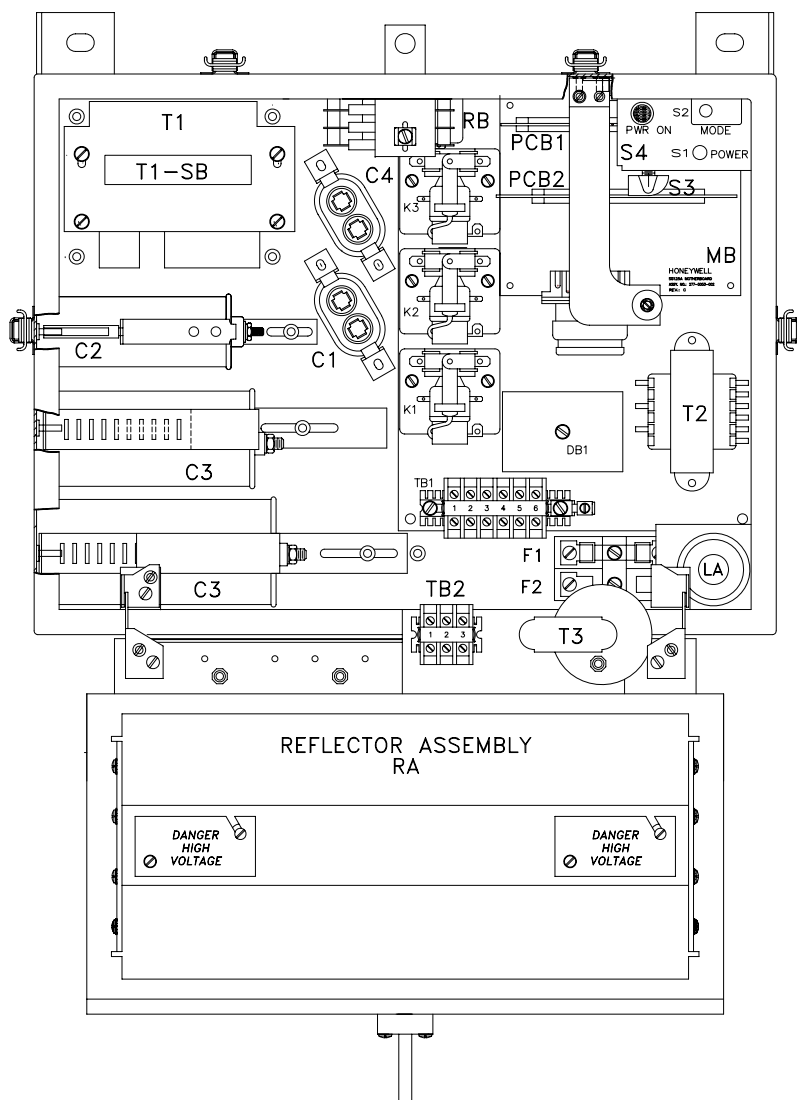 T1
T1-SB
RB
C4
PCB1
PCB2
PWR ON
S2
MODE
S4
S1
POWER
S3
K3
MB
HONEYWELL
K2
C2
C1
K1
T2
DB1
C3
TB1
1 2 3 4 5 6
F1
LA
C3
TB2
F2
1 2 3
T3
REFLECTOR ASSEMBLY
RA
DANGER
HIGH
VOLTAGE
DANGER
HIGH
VOLTAGE